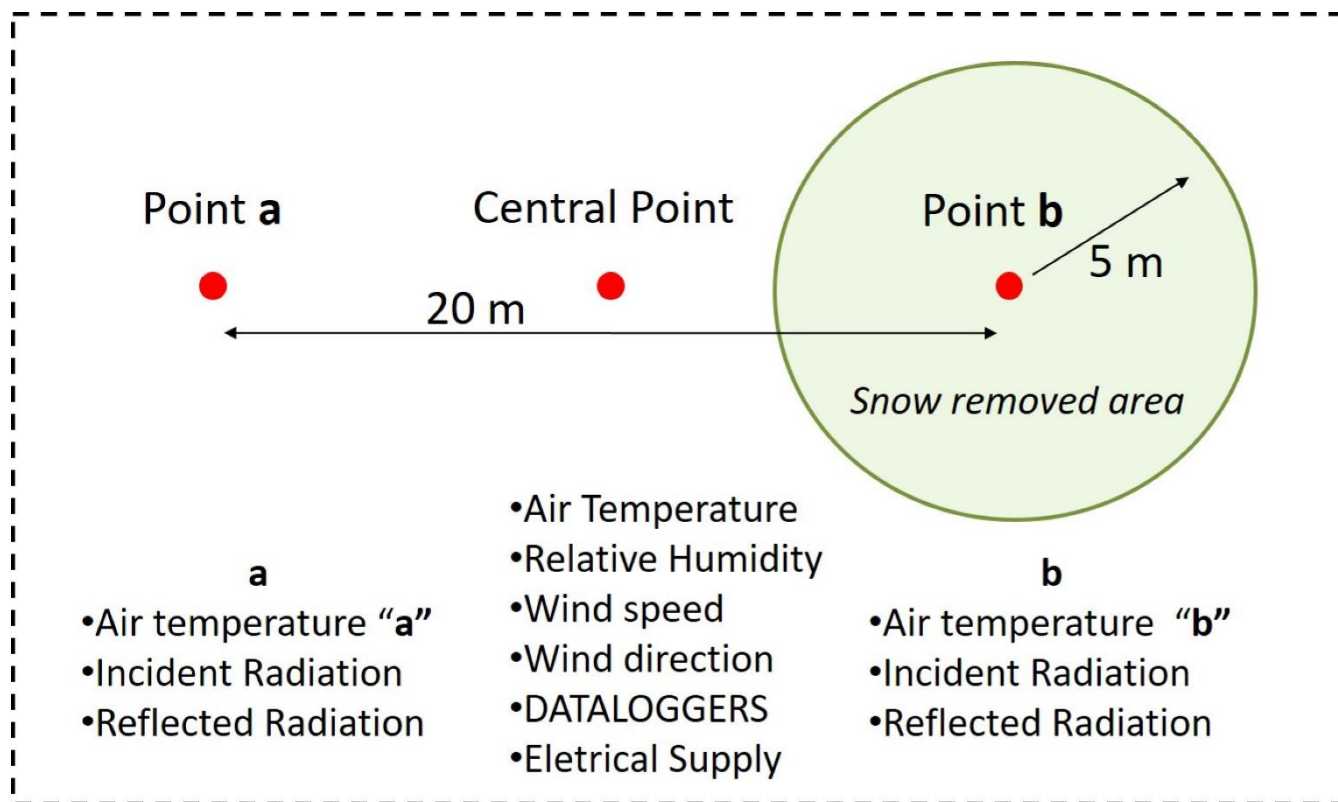 Point a
Central Point
Point b
5 m
20 m
Snow removed area
a
•Air temperature “a”
•Incident Radiation
•Reflected Radiation
•Air Temperature
•Relative Humidity
•Wind speed
•Wind direction
•DATALOGGERS
•Eletrical Supply
b
•Air temperature “b”
•Incident Radiation
•Reflected Radiation